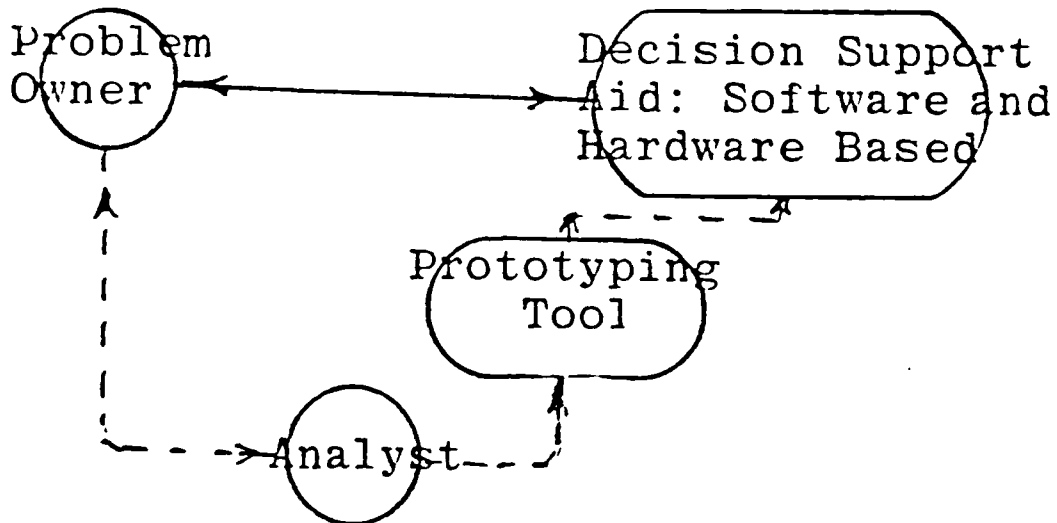 Problem
Owner
Decision Support
Aid: Software and
Hardware Based
Prototyping
Tool
Analyst